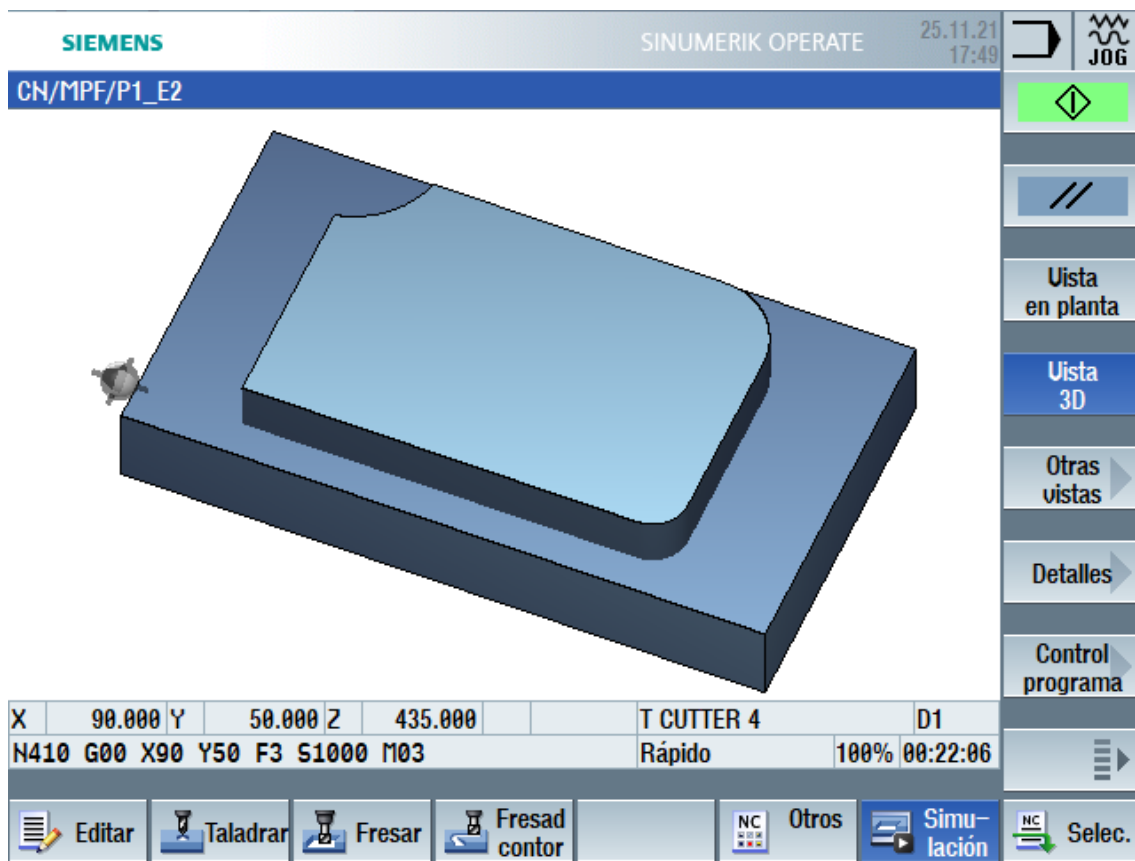 SIEMENS
SINUMERIK OPERATE
25.11.21
17:49
JOG
CN/MPF/P1_E2
Vista
en planta
Vista
3D
Otras
vistas
Detalles
Control
programa
X 90.000 Y 50.000 Z 435.000 T CUTTER 4 D1
N410 G00 X90 Y50 F3 S1000 M03 Rápido 100% 00:22:06
Editar
Taladrar
Fresar
Fresad
contor
NC
Otros
Simu-
lación
NC
Selec.